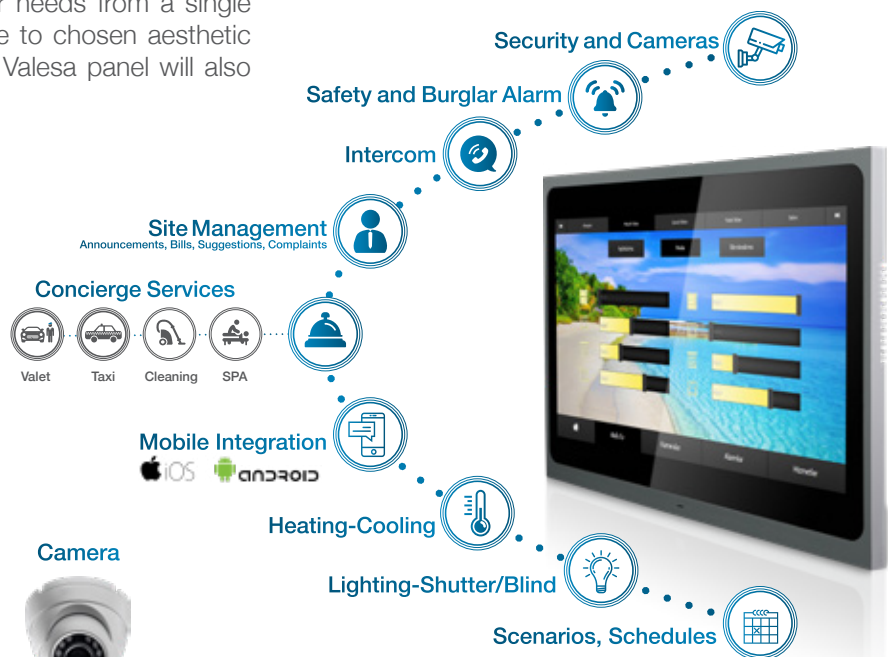 r needs from a single
e to chosen aesthetic
Valesa panel will also
Security and Cameras
Safety and Burglar Alarm
Intercom
Site Management
Announcements, Bills, Suggestions, Complaints
Concierge Services
Valet Taxi Cleaning SPA
Mobile Integration
iOS android
Heating-Cooling
Camera
Lighting-Shutter/Blind
Scenarios, Schedules